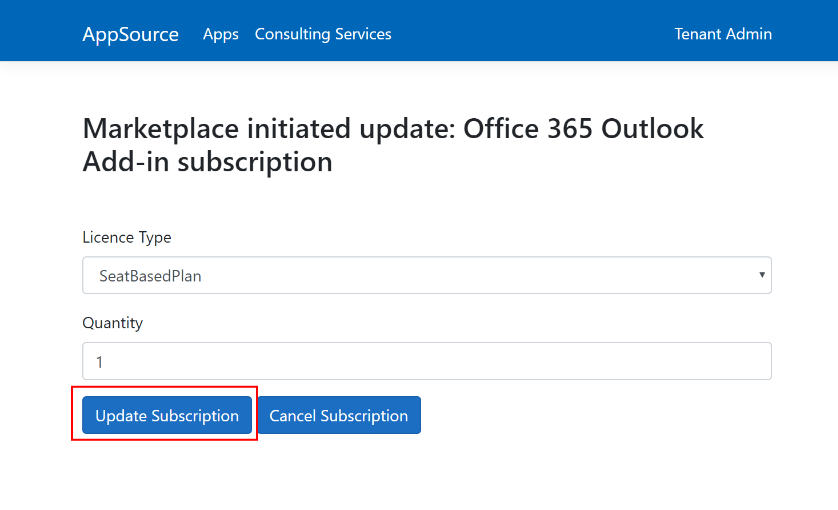 AppSource Apps Consulting Services Tenant Admin
Marketplace initiated update: Office 365 Outlook
Add-in subscription
Licence Type
SeatBasedPlan
Quantity
1
Update Subscription Cancel Subscription